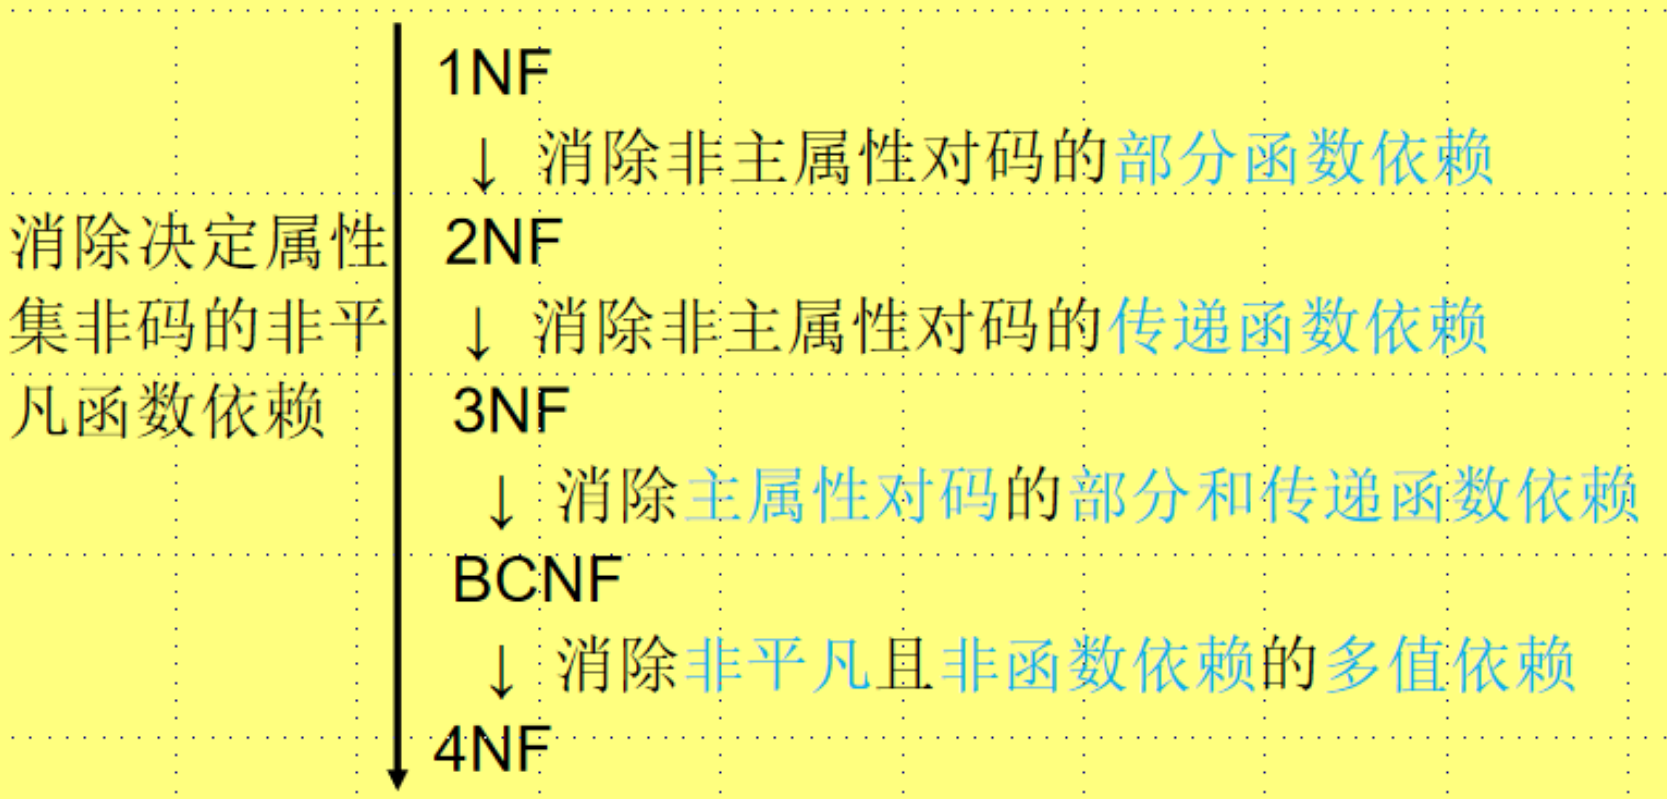 1NF
↓ 消除非主属性对码的部分函数依赖
消除决定属性
2NF
集非码的非平
↓ 消除非主属性对码的传递函数依赖
凡函数依赖
3NF
↓ 消除主属性对码的部分和传递函数依赖
BCNF
↓ 消除非平凡且非函数依赖的多值依赖
4NF